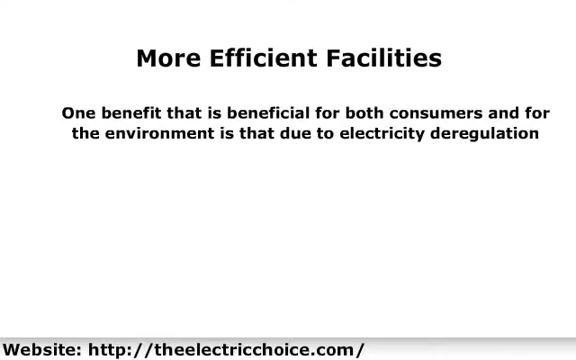 More Efficient Facilities
One benefit that is beneficial for both consumers and for
the environment is that due to electricity deregulation
Website: http://theelectricchoice.com/